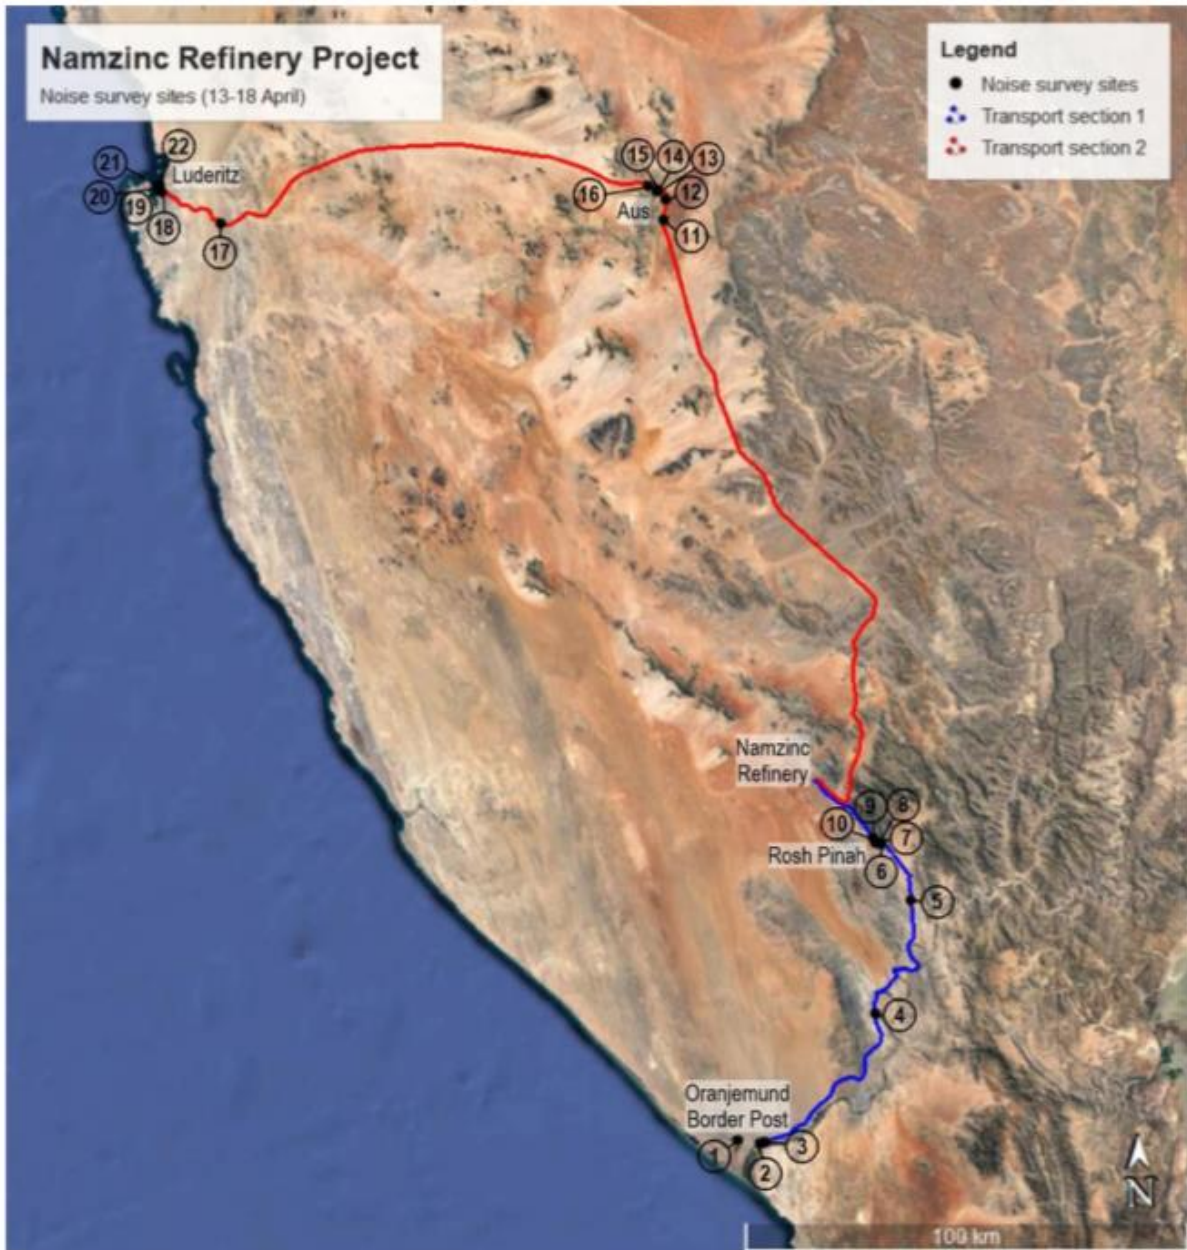 Namzinc Refinery Project
Noise survey sites (13-18 April)
Legend
Noise survey sites
Transport section 1
Transport section 2
22
21
Luderitz
20
19
18
17
15
14
13
16
12
Aus
11
Namzinc
Refinery
9
8
10
7
Rosh Pinah
6
5
4
Oranjemund
Border Post
3
1
2
N
100 km